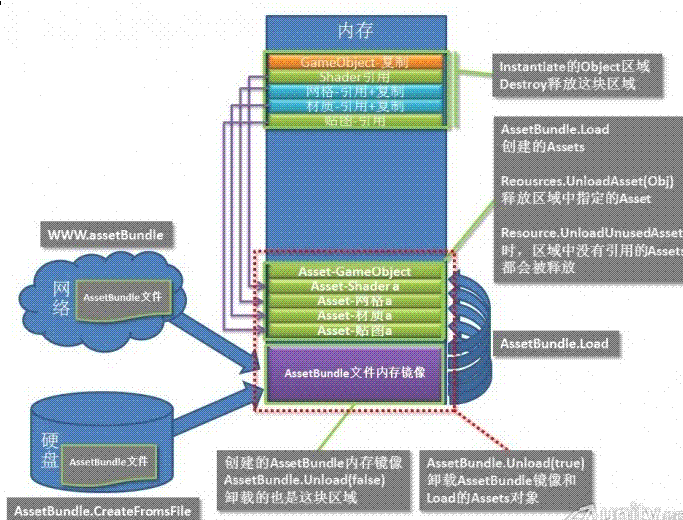 内存
GameObject-复制
Shader引用
网格-引用+复制
材质-引用+复制
贴图-引用
Instantiate的Object区域
Destroy释放这块区域
AssetBundle.Load
创建的Assets
Reousrces.UnloadAsset(Obj)
释放区域中指定的Asset
Resource.UnloadUnusedAsset
时，区域中没有引用的Assets
都会被释放
WWW.assetBundle
网络
AssetBundle文件
Asset-GameObject
Asset-Shader a
Asset-网格a
Asset-材质a
Asset-贴图a
AssetBundle.Load
AssetBundle文件内存镜像
硬盘
AssetBundle文件
AssetBundle.CreateFromsFile
创建的AssetBundle内存镜像
AssetBundle.Unload(false)
卸载的也是这块区域
AssetBundle.Unload(true)
卸载AssetBundle镜像和
Load的Assets对象